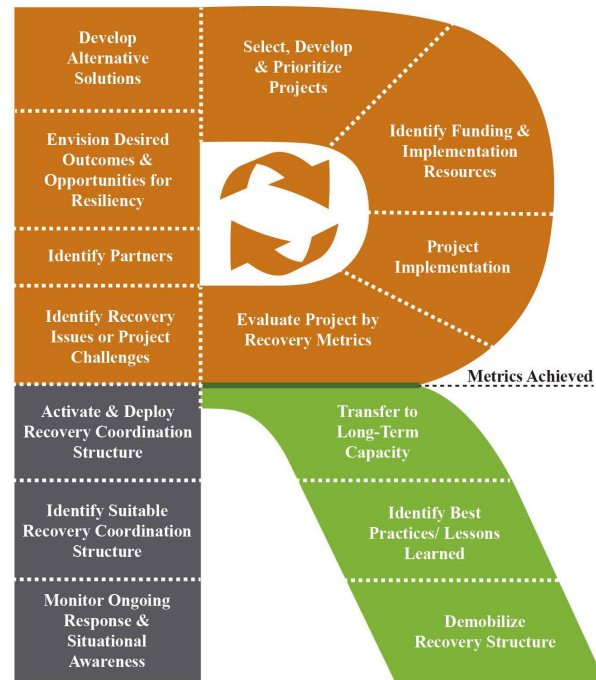 Develop
Alternative
Solutions
Select, Develop
& Prioritize
Projects
Identify Funding &
Implementation
Resources
Envision Desired
Outcomes &
Opportunities for
Resiliency
Identify Partners
Project
Implementation
Identify Recovery
Issues or Project
Challenges
Evaluate Project by
Recovery Metrics
Metrics Achieved
Activate & Deploy
Recovery Coordination
Structure
Transfer to
Long-Term
Capacity
Identify Suitable
Recovery Coordination
Structure
Identify Best
Practices/ Lessons
Learned
Monitor Ongoing
Response &
Situational
Awareness
Demobilize
Recovery Structure